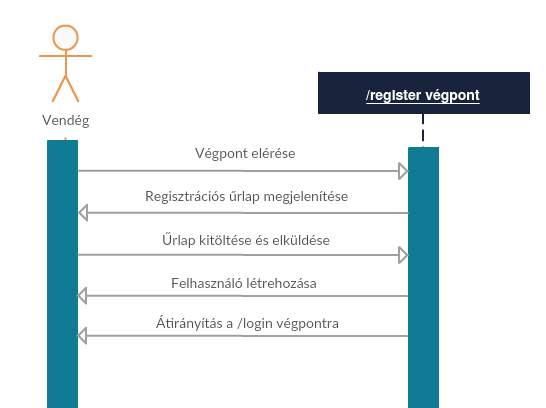 /register végpont
Vendég
Végpont elérése
Regisztrációs űrlap megjelenítése
Űrlap kitöltése és elküldése
Felhasználó létrehozása
Átirányítás a /login végpontra